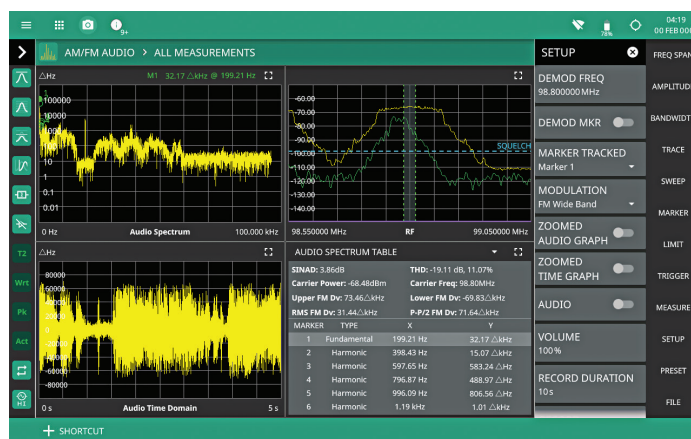 9+
78%
04:19
00 FEB 000
AM/FM AUDIO > ALL MEASUREMENTS
SETUP
FREQ SPAN
△Hz
M1 32.17 △kHz @ 199.21 Hz
100000
10
1
0.1
0.01
0 Hz
Audio Spectrum
100.000 kHz
-60.00
-70.00
-80.00
-90.00
SQUELCH
-100.00
-110.00
-120.00
-130.00
-140.00
98.550000 MHz
RF
99.050000 MHz
△Hz
80000
60000
40000
20000
0
-60000
-80000
0 s
Audio Time Domain
5 s
AUDIO SPECTRUM TABLE
SINAD: 3.86dB
THD: -19.11 dB, 11.07%
Carrier Power: -68.48dBm
Carrier Freq: 98.80MHz
Upper FM Dv: 73.46△kHz
Lower FM Dv: -69.83△kHz
RMS FM Dv: 31.44△kHz
P-P/2 FM Dv: 71.64△kHz
MARKER TYPE X Y
1 Fundamental 199.21 Hz 32.17 △kHz
2 Harmonic 398.43 Hz 15.07 △kHz
3 Harmonic 597.65 Hz 583.24 △Hz
4 Harmonic 796.87 Hz 488.97 △Hz
5 Harmonic 996.09 Hz 806.56 △Hz
6 Harmonic 1.19 kHz 1.01 △kHz
T2
Wrt
Pk
Act
HI
DEMOD FREQ
98.800000 MHz
DEMOD MKR
MARKER TRACKED
Marker 1
MODULATION
FM Wide Band
ZOOMED
AUDIO GRAPH
ZOOMED
TIME GRAPH
AUDIO
VOLUME
100%
RECORD DURATION
10 s
AMPLITUD
BANDWIDT
TRACE
SWEEP
MARKER
LIMIT
TRIGGER
MEASURE
SETUP
PRESET
FILE
+ SHORTCUT